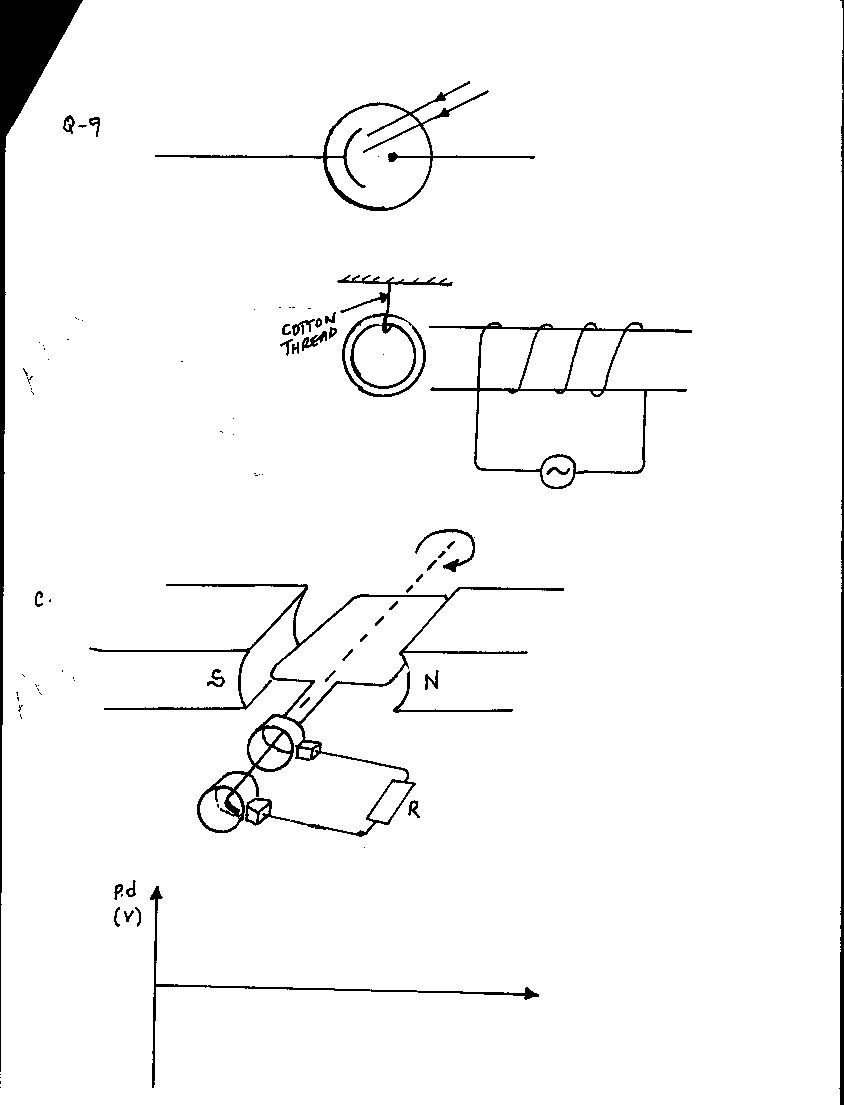 Q-9
COTTON
THREAD
C.
S
N
R
P.d
(V)